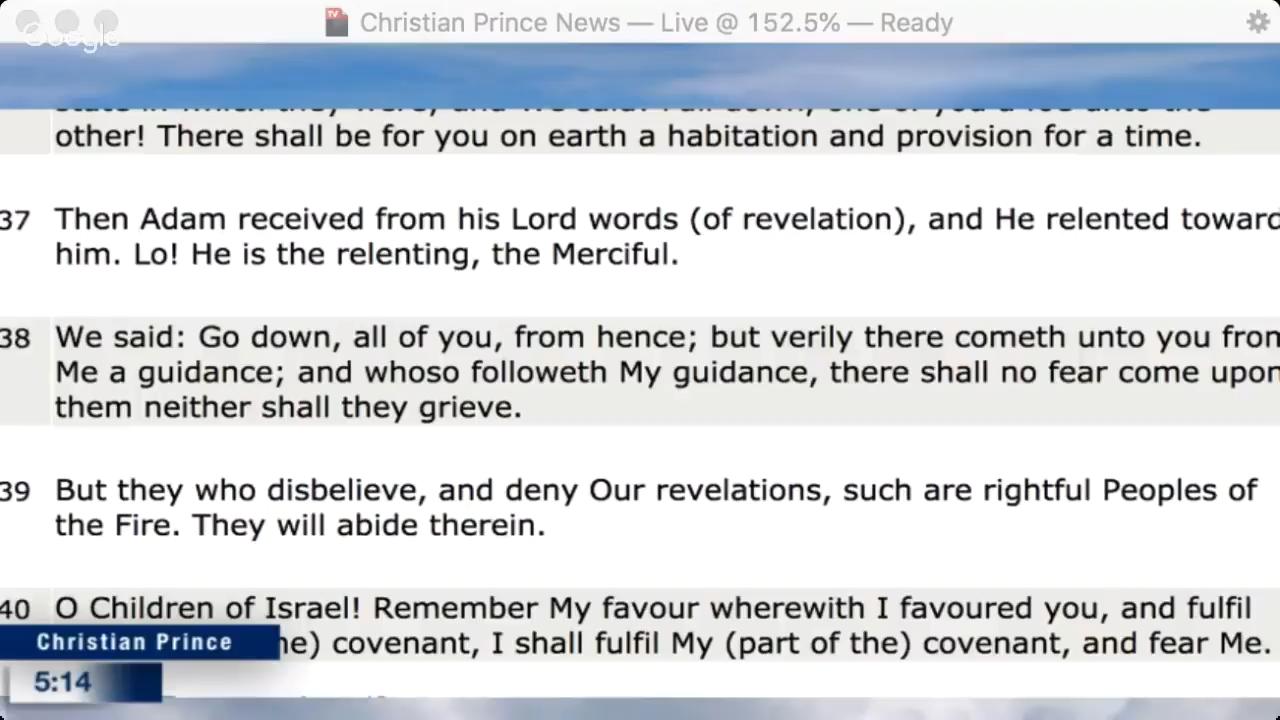 Christian Prince News — Live @ 152.5% — Ready
Google
other! There shall be for you on earth a habitation and provision for a time.
37 Then Adam received from his Lord words (of revelation), and He relented toward
him. Lo! He is the relenting, the Merciful.
38 We said: Go down, all of you, from hence; but verily there cometh unto you from
Me a guidance; and whoso followeth My guidance, there shall no fear come upon
them neither shall they grieve.
39 But they who disbelieve, and deny Our revelations, such are rightful Peoples of
the Fire. They will abide therein.
40 O Children of Israel! Remember My favour wherewith I favoured you, and fulfil
covenant, I shall fulfil My (part of the) covenant, and fear Me.
Christian Prince
5:14